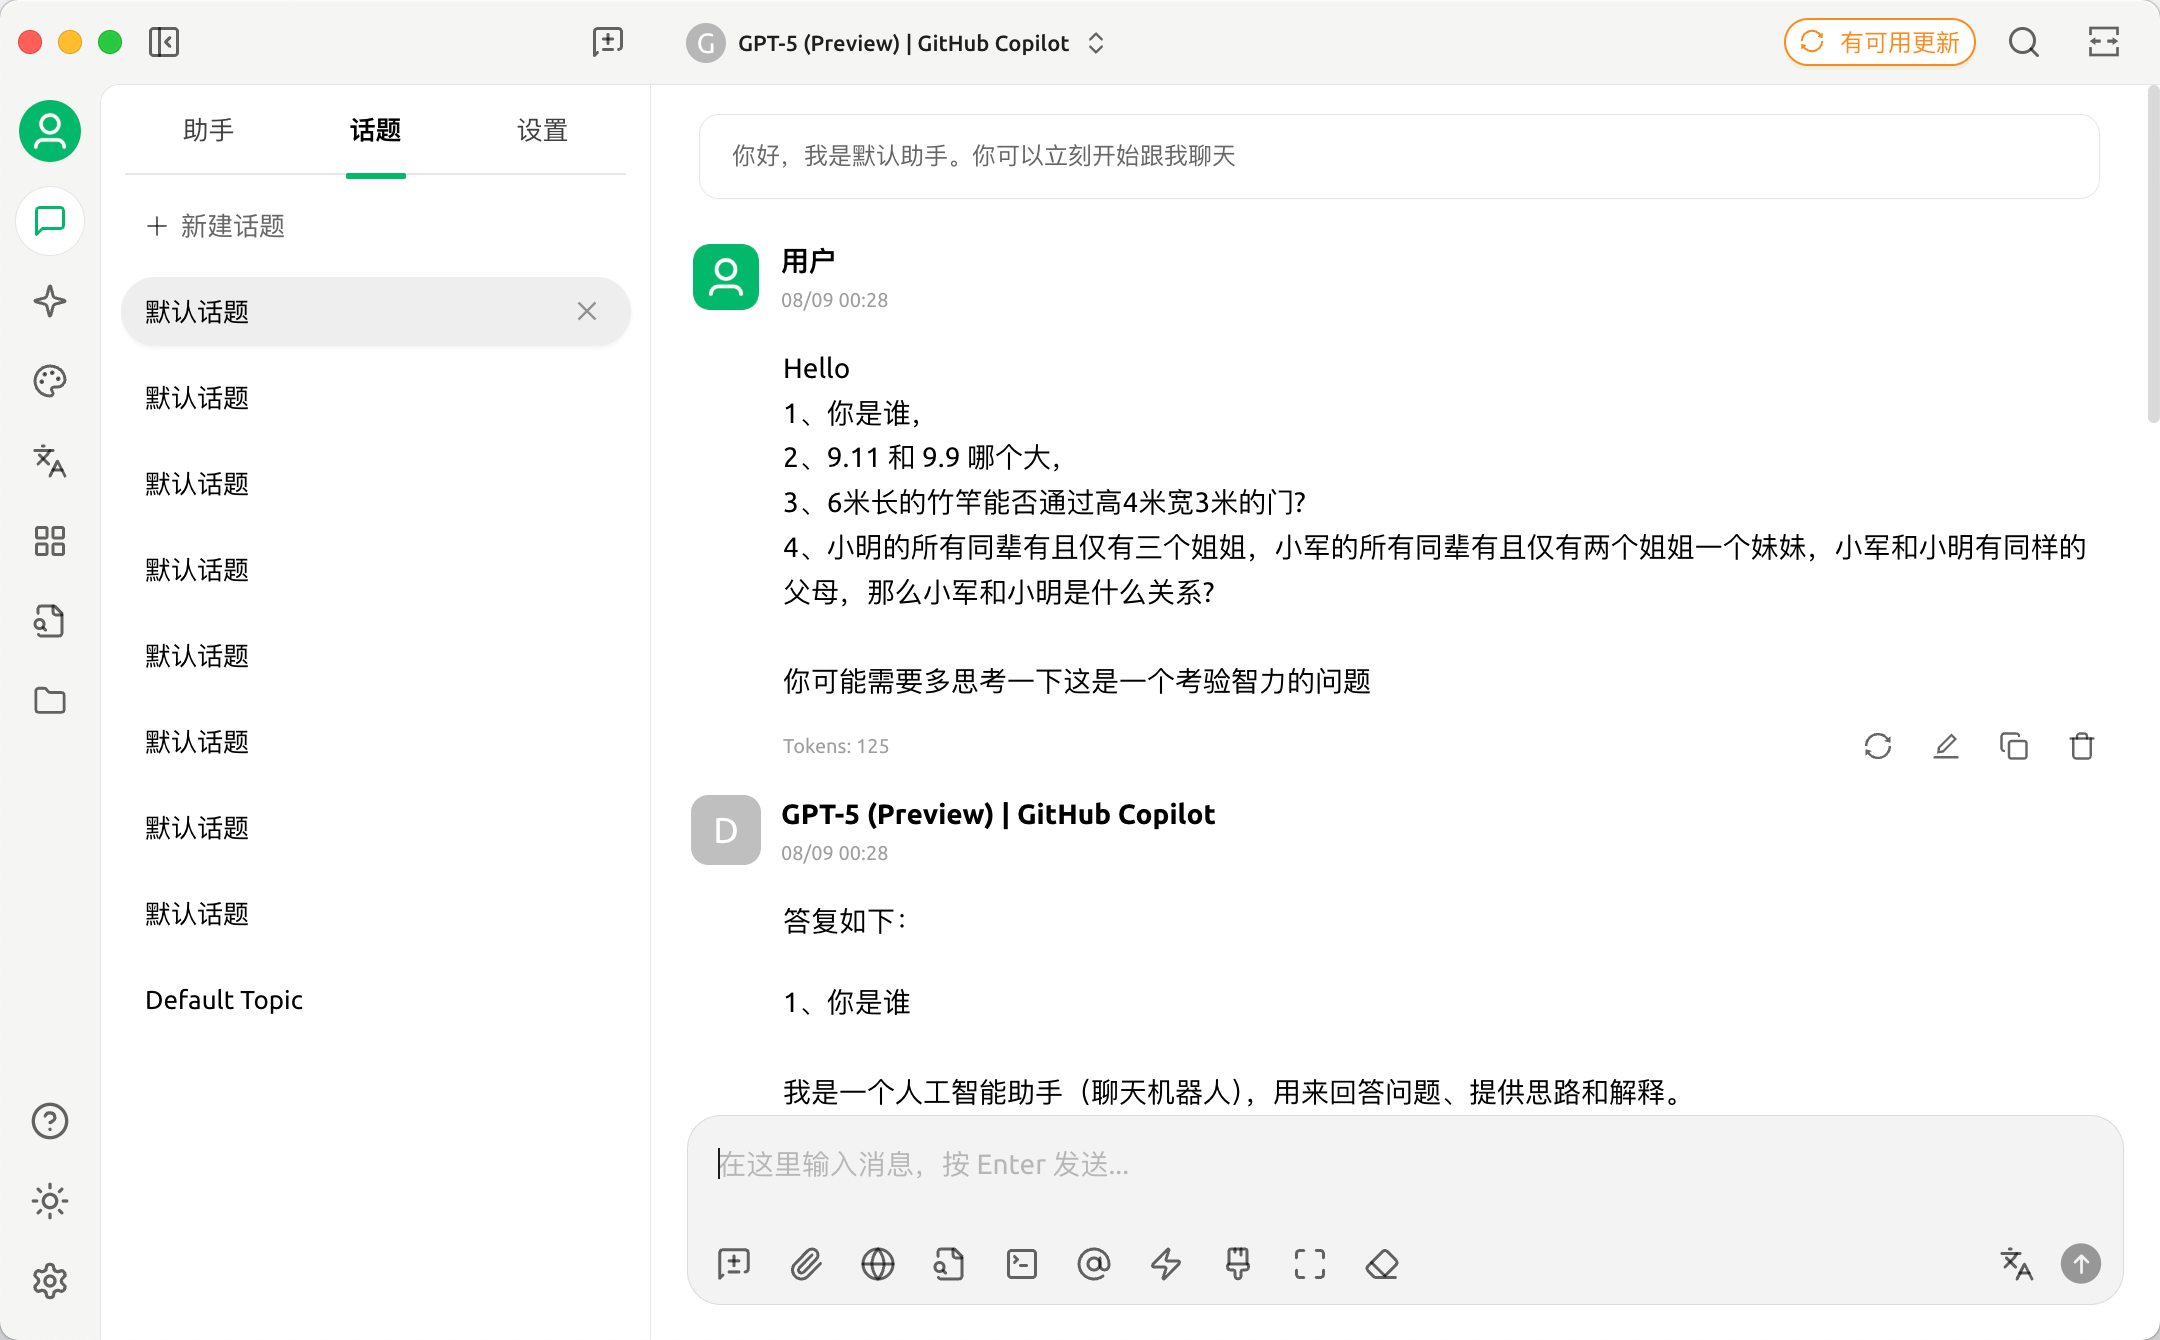 G GPT-5 (Preview) | GitHub Copilot
有可用更新
助手 话题 设置
新建话题
默认话题
默认话题
默认话题
默认话题
默认话题
默认话题
默认话题
默认话题
Default Topic
你好，我是默认助手。你可以立刻开始跟我聊天
用户
08/09 00:28
Hello
1、你是谁，
2、9.11 和 9.9 哪个大，
3、6米长的竹竿能否通过高4米宽3米的门？
4、小明的所有同辈有且仅有三个姐姐，小军的所有同辈有且仅有两个姐姐一个妹妹，小军和小明有同样的
父母，那么小军和小明是什么关系？
你可能需要多思考一下这是一个考验智力的问题
Tokens: 125
D
GPT-5 (Preview) | GitHub Copilot
08/09 00:28
答复如下：
1、你是谁
我是一个人工智能助手（聊天机器人），用来回答问题、提供思路和解释。
在这里输入消息，按 Enter 发送...